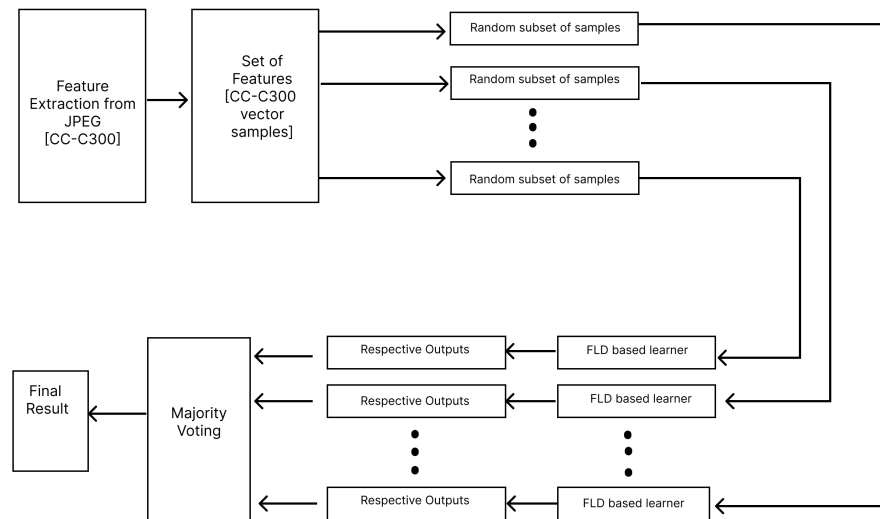 Feature
Extraction from
JPEG
[CC-C300]
Set of
Features
[CC-C300
vector
samples]
Random subset of samples
Random subset of samples
Random subset of samples
Respective Outputs
FLD based learner
Respective Outputs
FLD based learner
Final
Result
Majority
Voting
Respective Outputs
FLD based learner